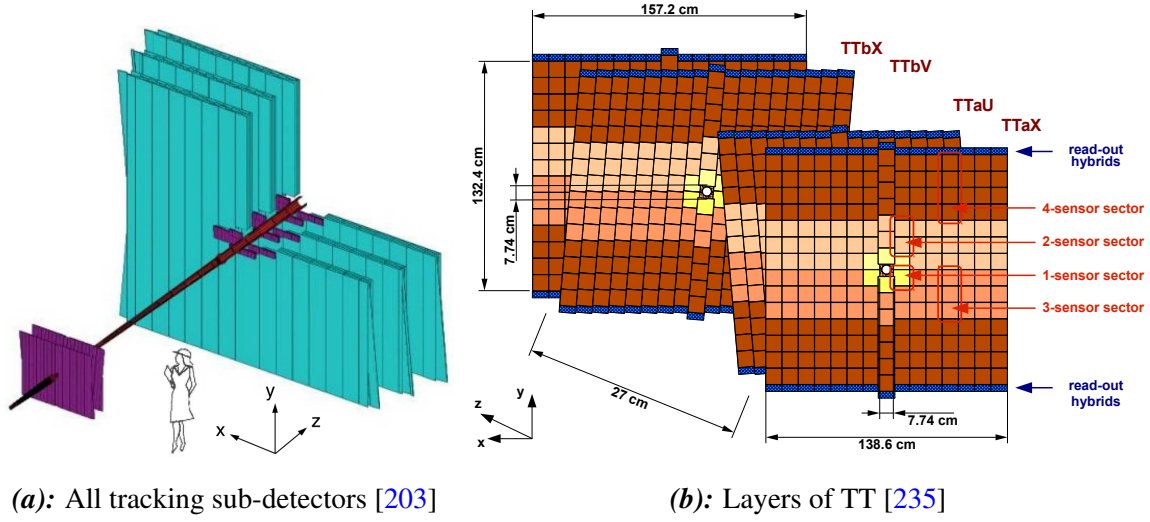 157.2 cm
TTbX
TTbV
TTaU
TTaX
read-out
hybrids
132.4 cm
7.74 cm
4-sensor sector
2-sensor sector
1-sensor sector
3-sensor sector
read-out
hybrids
27 cm
7.74 cm
138.6 cm
y
z
x
y
x
z
(a): All tracking sub-detectors [203]
(b): Layers of TT [235]